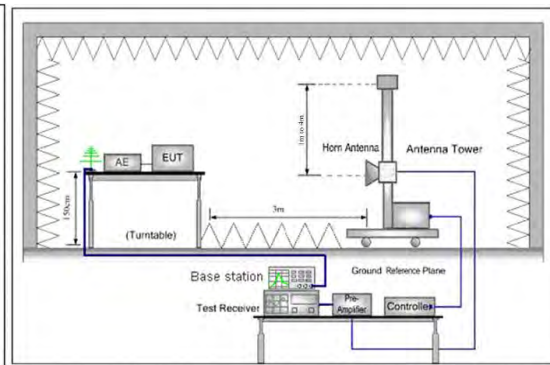 1m to 4m
Horn Antenna
Antenna Tower
AE
EUT
150cm
3m
(Turntable)
Ground Reference Plane
Base station
Test Receiver
Pre-
Amplifier
Controller